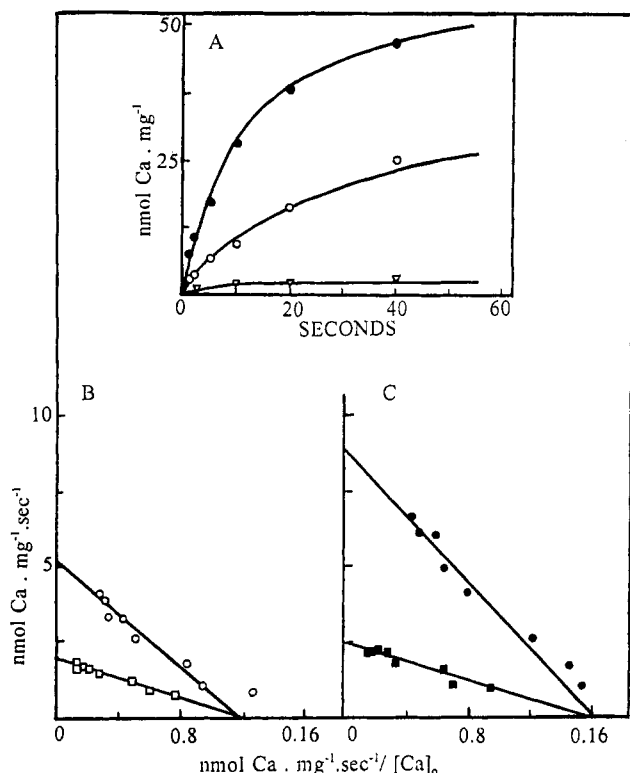 50
A
nmol Ca . mg⁻¹
25
0 20 40 60
SECONDS
10
B
C
nmol Ca . mg⁻¹.sec⁻¹
5
0 0.8 0.16 0 0.8 0.16
nmol Ca . mg⁻¹.sec⁻¹/ [Ca]ₒ